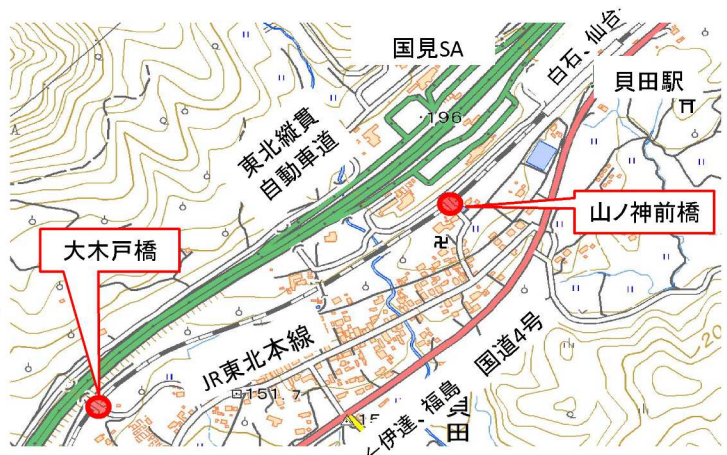 国見SA
白石、仙台
貝田駅
・196
東北縦貫
自動車道
山ノ神前橋
大木戸橋
卍
JR東北本線
国道4号
151.7
15
←伊達、福島
貝
田